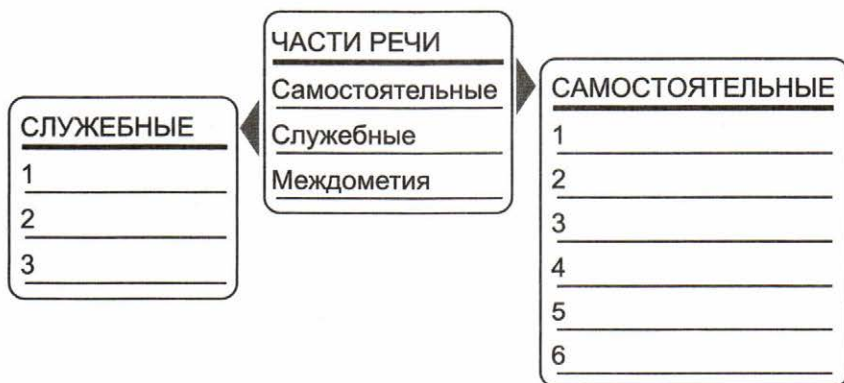 ЧАСТИ РЕЧИ
Самостоятельные
Служебные
Междометия
СЛУЖЕБНЫЕ
1
2
3
САМОСТОЯТЕЛЬНЫЕ
1
2
3
4
5
6